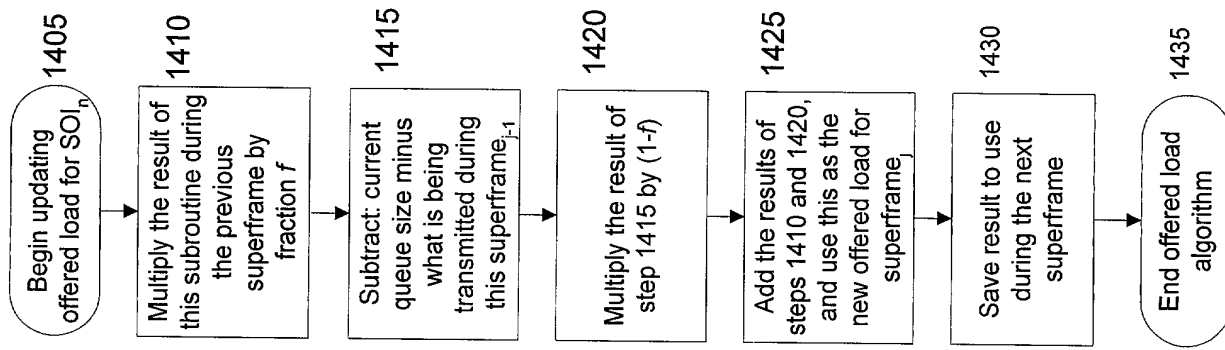 1405
Begin updating
offered load for SOIₙ
1410
Multiply the result of
this subroutine during
the previous
superframe by
fraction f
1415
Subtract: current
queue size minus
what is being
transmitted during
this superframeⱼ₋₁
1420
Multiply the result of
step 1415 by (1-f)
1425
Add the results of
steps 1410 and 1420,
and use this as the
new offered load for
superframeⱼ
1430
Save result to use
during the next
superframe
1435
End offered load
algorithm